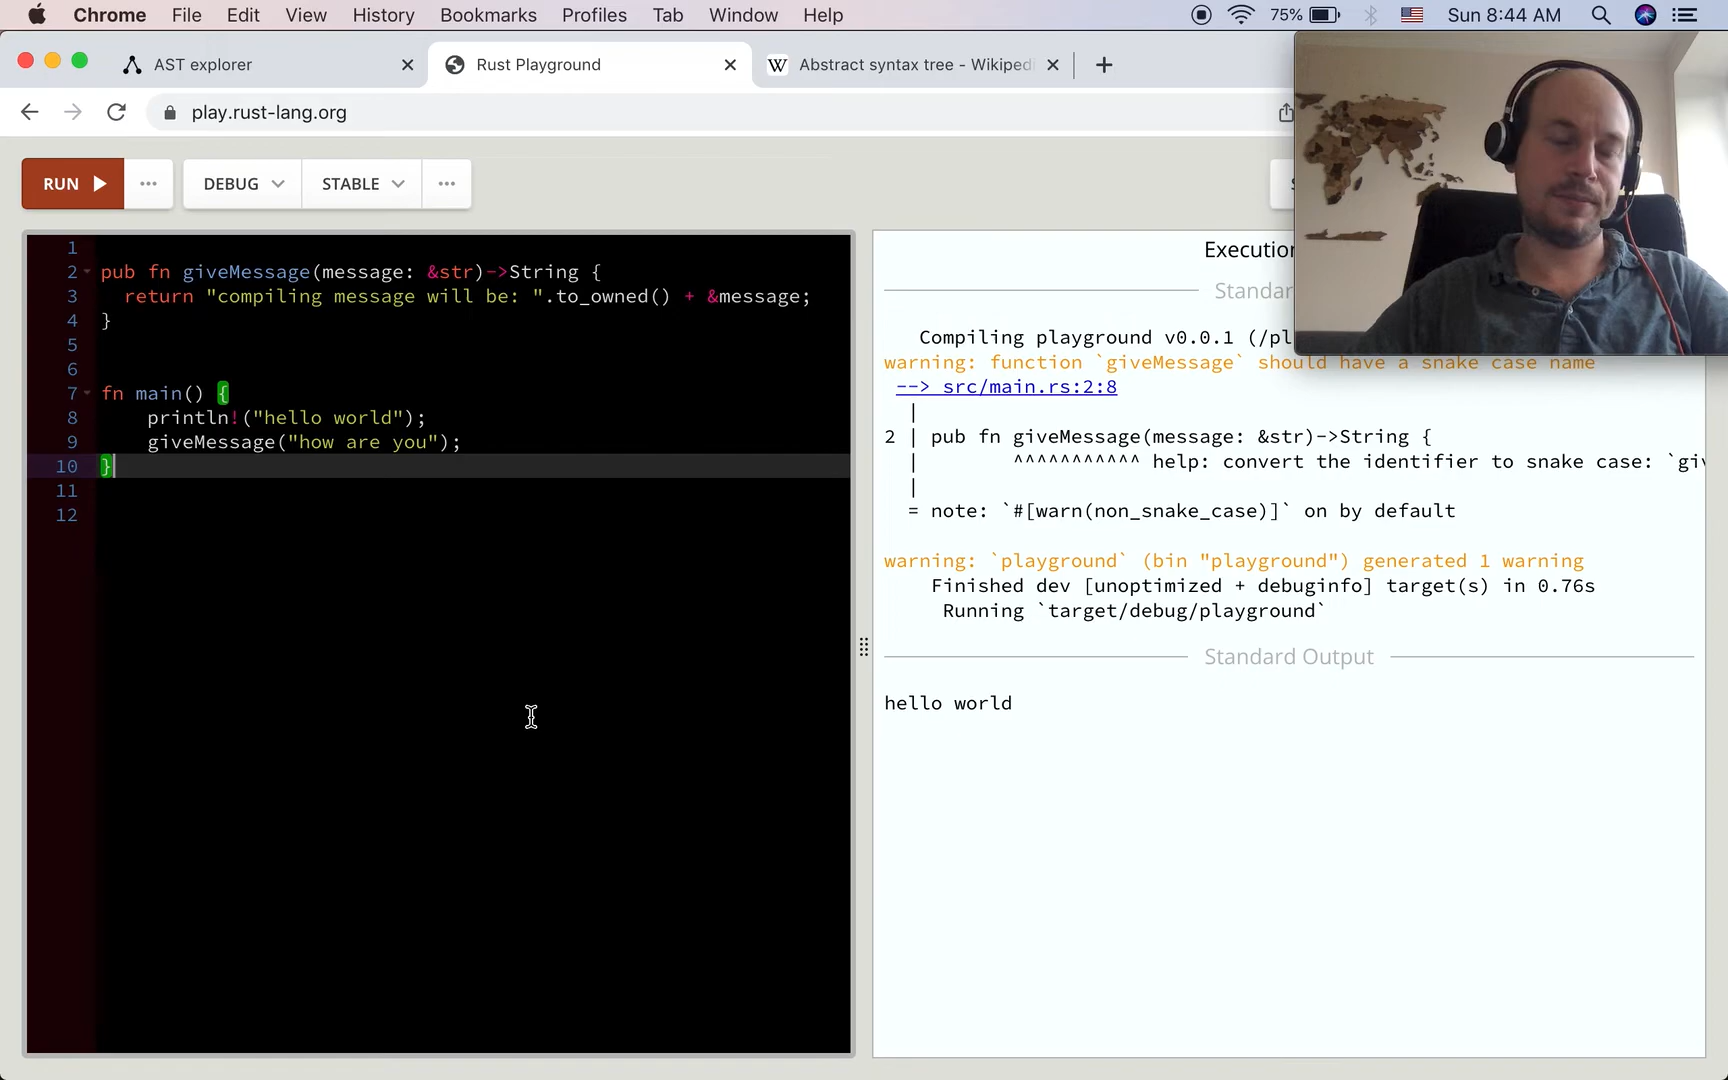 Chrome File Edit View History Bookmarks Profiles Tab Window Help 75% Sun 8:44 AM
AST explorer Rust Playground Abstract syntax tree - Wikiped
play.rust-lang.org
RUN DEBUG STABLE
1
2 pub fn giveMessage(message: &str)->String {
3 return "compiling message will be: ".to_owned() + &message;
4 }
5
6
7 fn main() {
8 println!("hello world");
9 giveMessage("how are you");
10 }
11
12
Execution
Standar
Compiling playground v0.0.1 (/pl
warning: function `giveMessage` should have a snake case name
--> src/main.rs:2:8
|
2 | pub fn giveMessage(message: &str)->String {
| ^^^^^^^^^^^ help: convert the identifier to snake case: `giv
|
= note: `#[warn(non_snake_case)]` on by default
warning: `playground` (bin "playground") generated 1 warning
Finished dev [unoptimized + debuginfo] target(s) in 0.76s
Running `target/debug/playground`
Standard Output
hello world